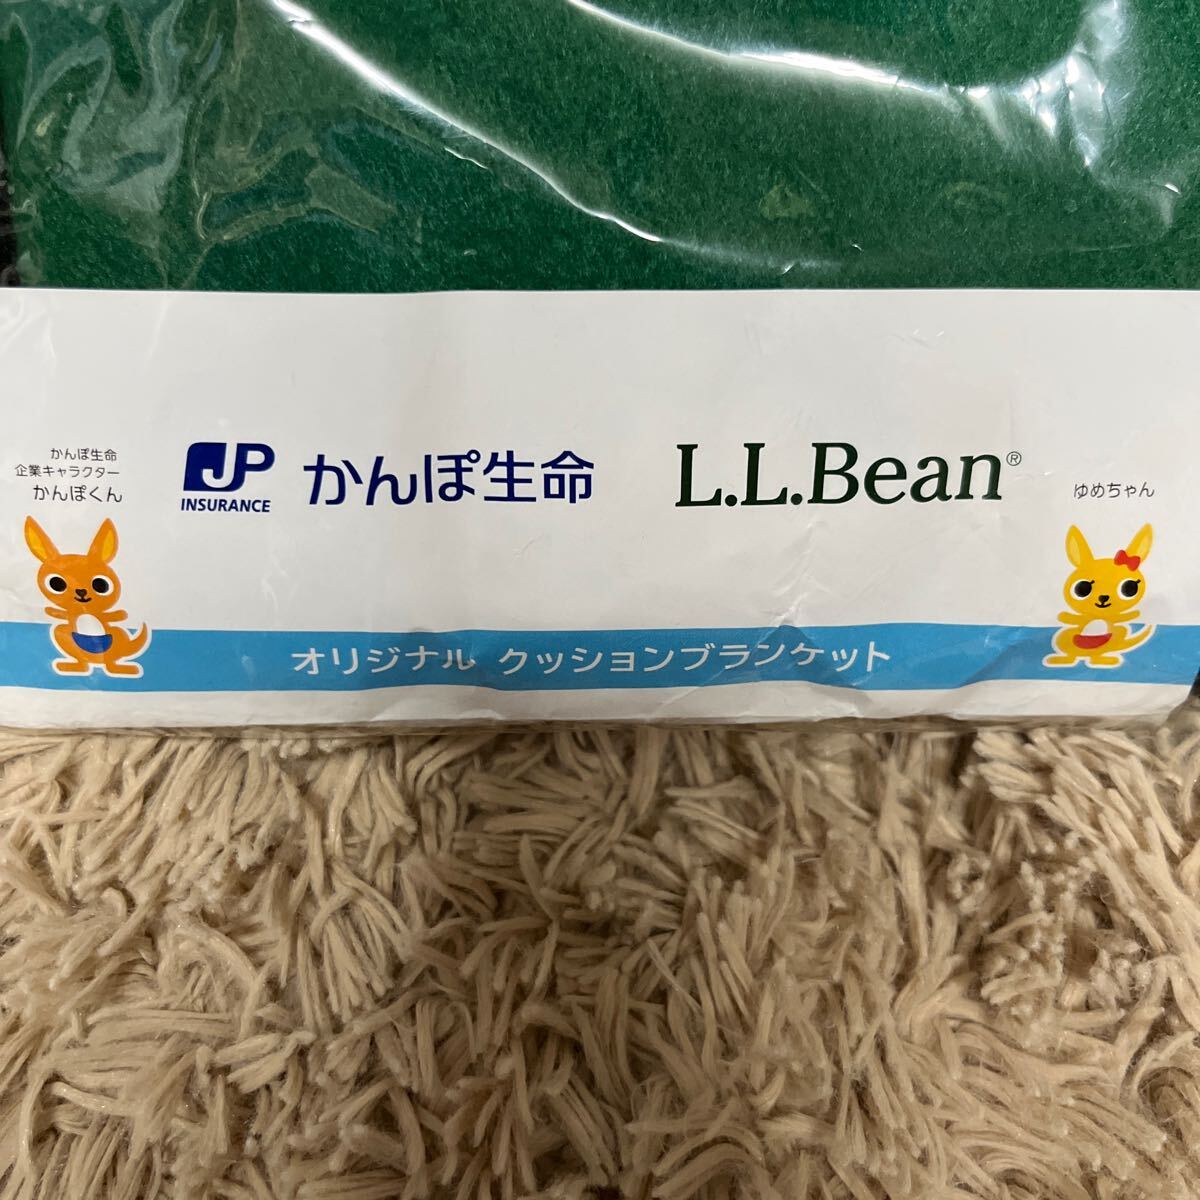 かんぽ生命
企業キャラクター
かんぽくん
JP
INSURANCE
かんぽ生命
L.L.Bean®
ゆめちゃん
オリジナル クッションブランケット